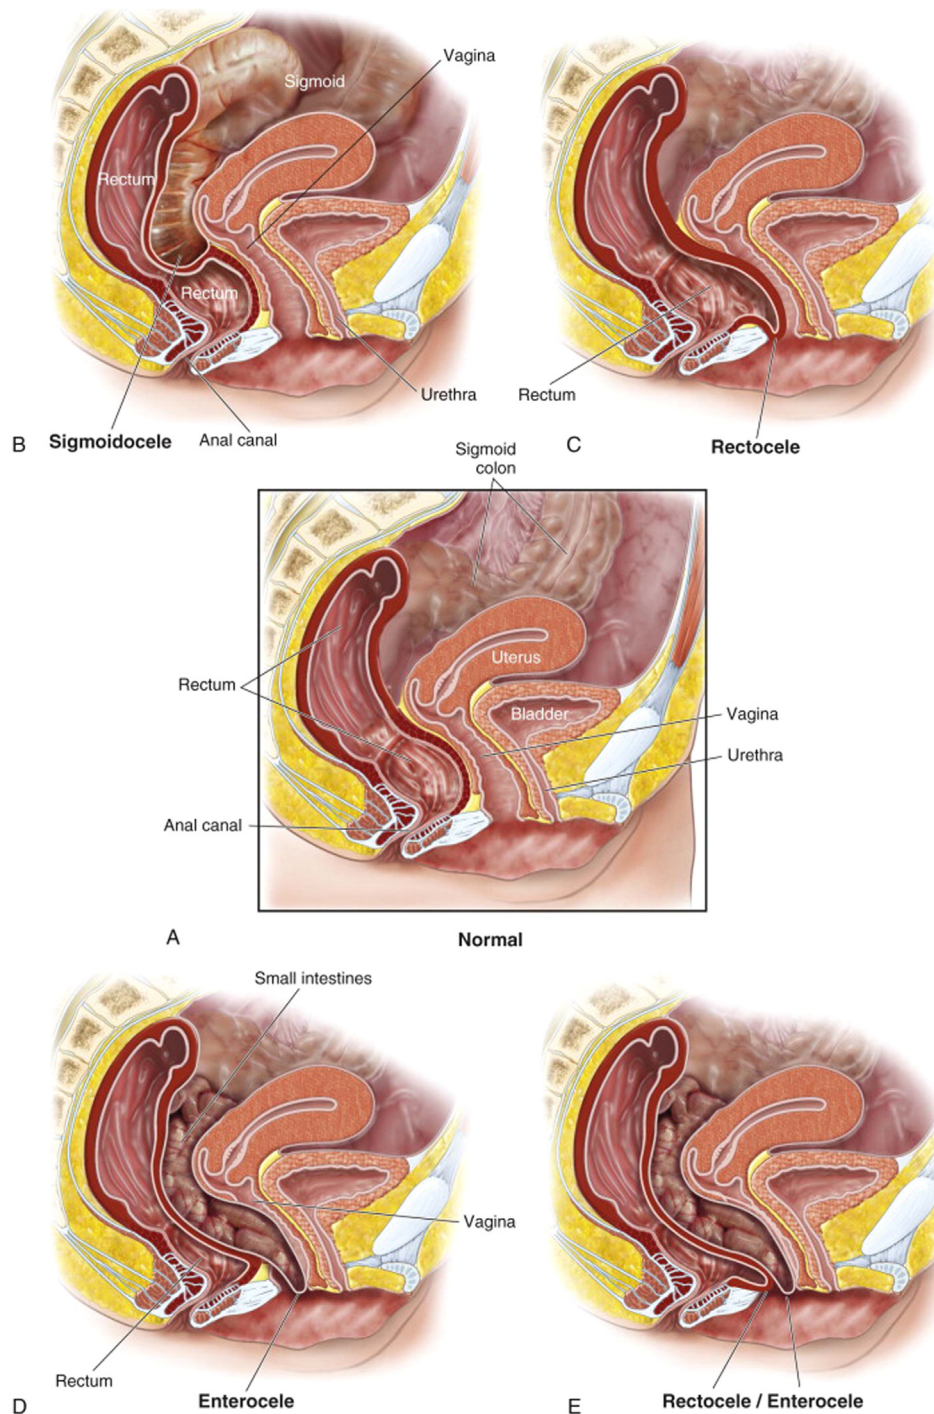 Vagina
Sigmoid
Rectum
Rectum
Urethra
B
Sigmoidocele
Anal canal
Rectum
C
Rectocele
Sigmoid
colon
Uterus
Rectum
Bladder
Vagina
Urethra
Anal canal
A
Normal
Small intestines
Vagina
Rectum
D
Enterocele
E
Rectocele / Enterocele